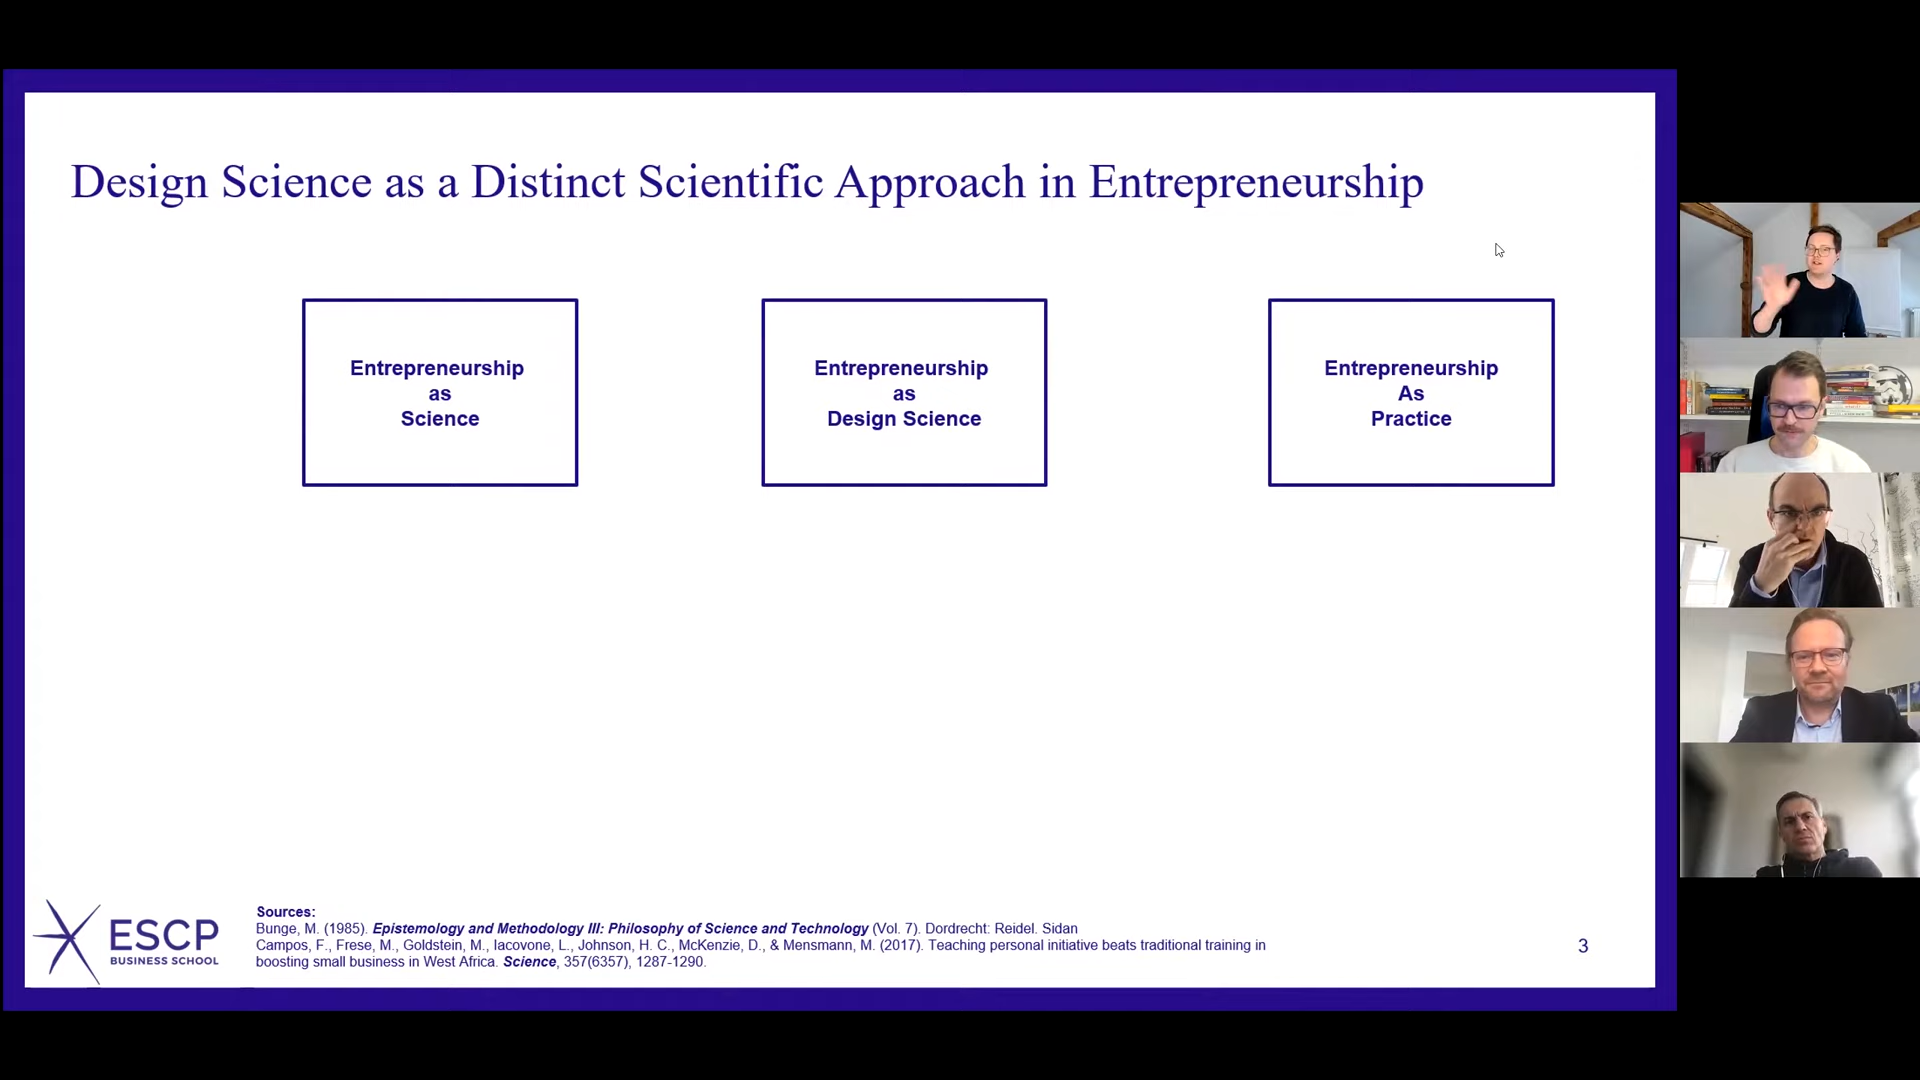 Design Science as a Distinct Scientific Approach in Entrepreneurship
Entrepreneurship
as
Science
Entrepreneurship
as
Design Science
Entrepreneurship
As
Practice
ESCP
BUSINESS SCHOOL
Sources:
Bunge, M. (1985). Epistemology and Methodology III: Philosophy of Science and Technology (Vol. 7). Dordrecht: Reidel. Sidan
Campos, F., Frese, M., Goldstein, M., Iacovone, L., Johnson, H. C., McKenzie, D., & Mensmann, M. (2017). Teaching personal initiative beats traditional training in
boosting small business in West Africa. Science, 357(6357), 1287-1290.
3